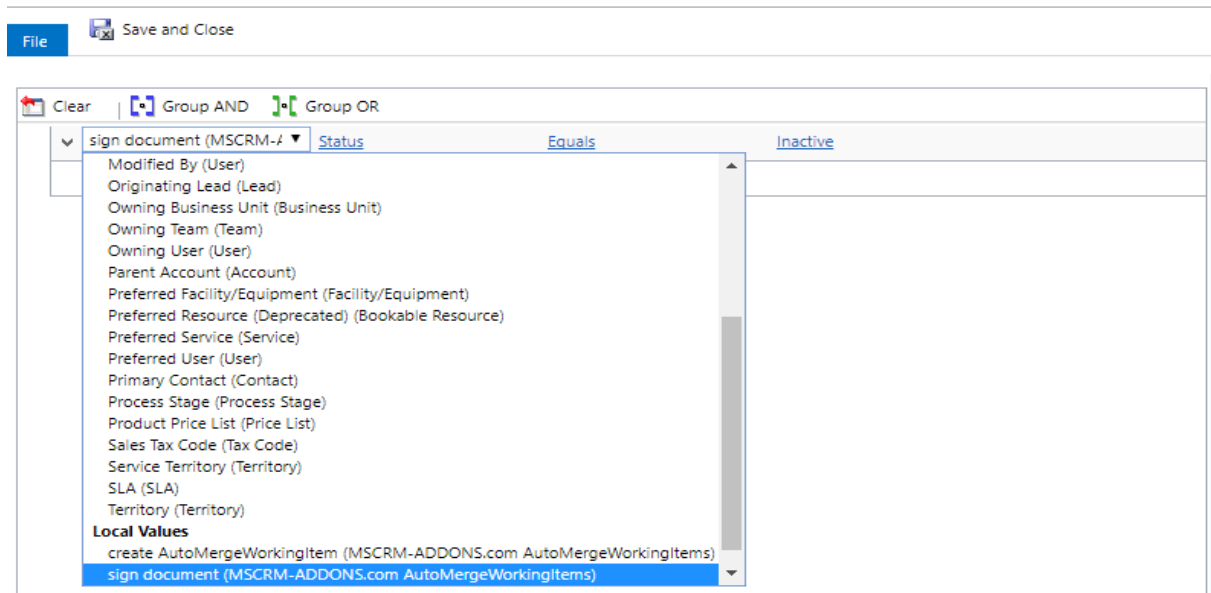 File Save and Close
Clear Group AND Group OR
sign document (MSCRM-A Status Equals Inactive
Modified By (User)
Originating Lead (Lead)
Owning Business Unit (Business Unit)
Owning Team (Team)
Owning User (User)
Parent Account (Account)
Preferred Facility/Equipment (Facility/Equipment)
Preferred Resource (Deprecated) (Bookable Resource)
Preferred Service (Service)
Preferred User (User)
Primary Contact (Contact)
Process Stage (Process Stage)
Product Price List (Price List)
Sales Tax Code (Tax Code)
Service Territory (Territory)
SLA (SLA)
Territory (Territory)
Local Values
create AutoMergeWorkingItem (MSCRM-ADDONS.com AutoMergeWorkingItems)
sign document (MSCRM-ADDONS.com AutoMergeWorkingItems)